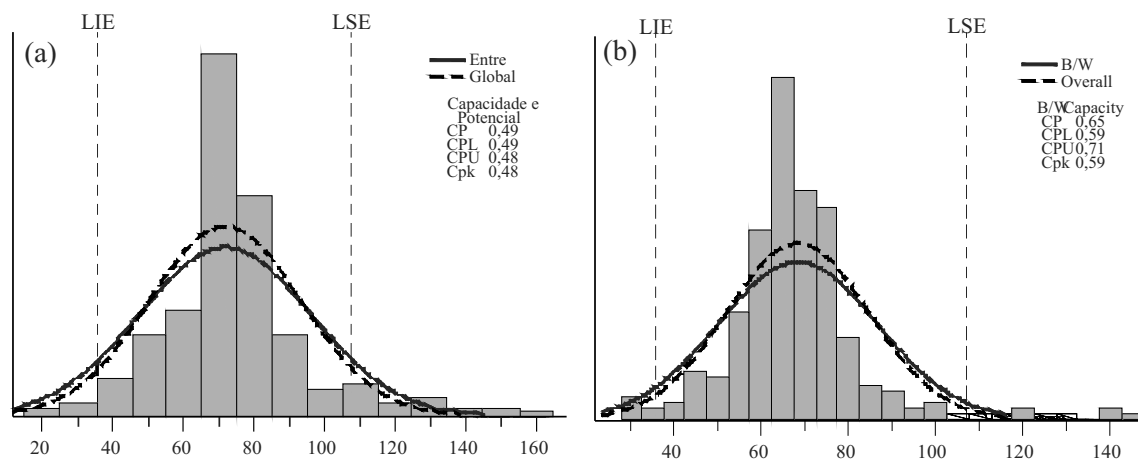 LIE
LSE
(a)
Entre
Global
Capacidade e
Potencial
CP 0,49
CPL 0,49
CPU 0,48
Cpk 0,48
20 40 60 80 100 120 140 160
LIE
LSE
(b)
B/W
Overall
B/W Capacity
CP 0,65
CPL 0,59
CPU 0,71
Cpk 0,59
40 60 80 100 120 140